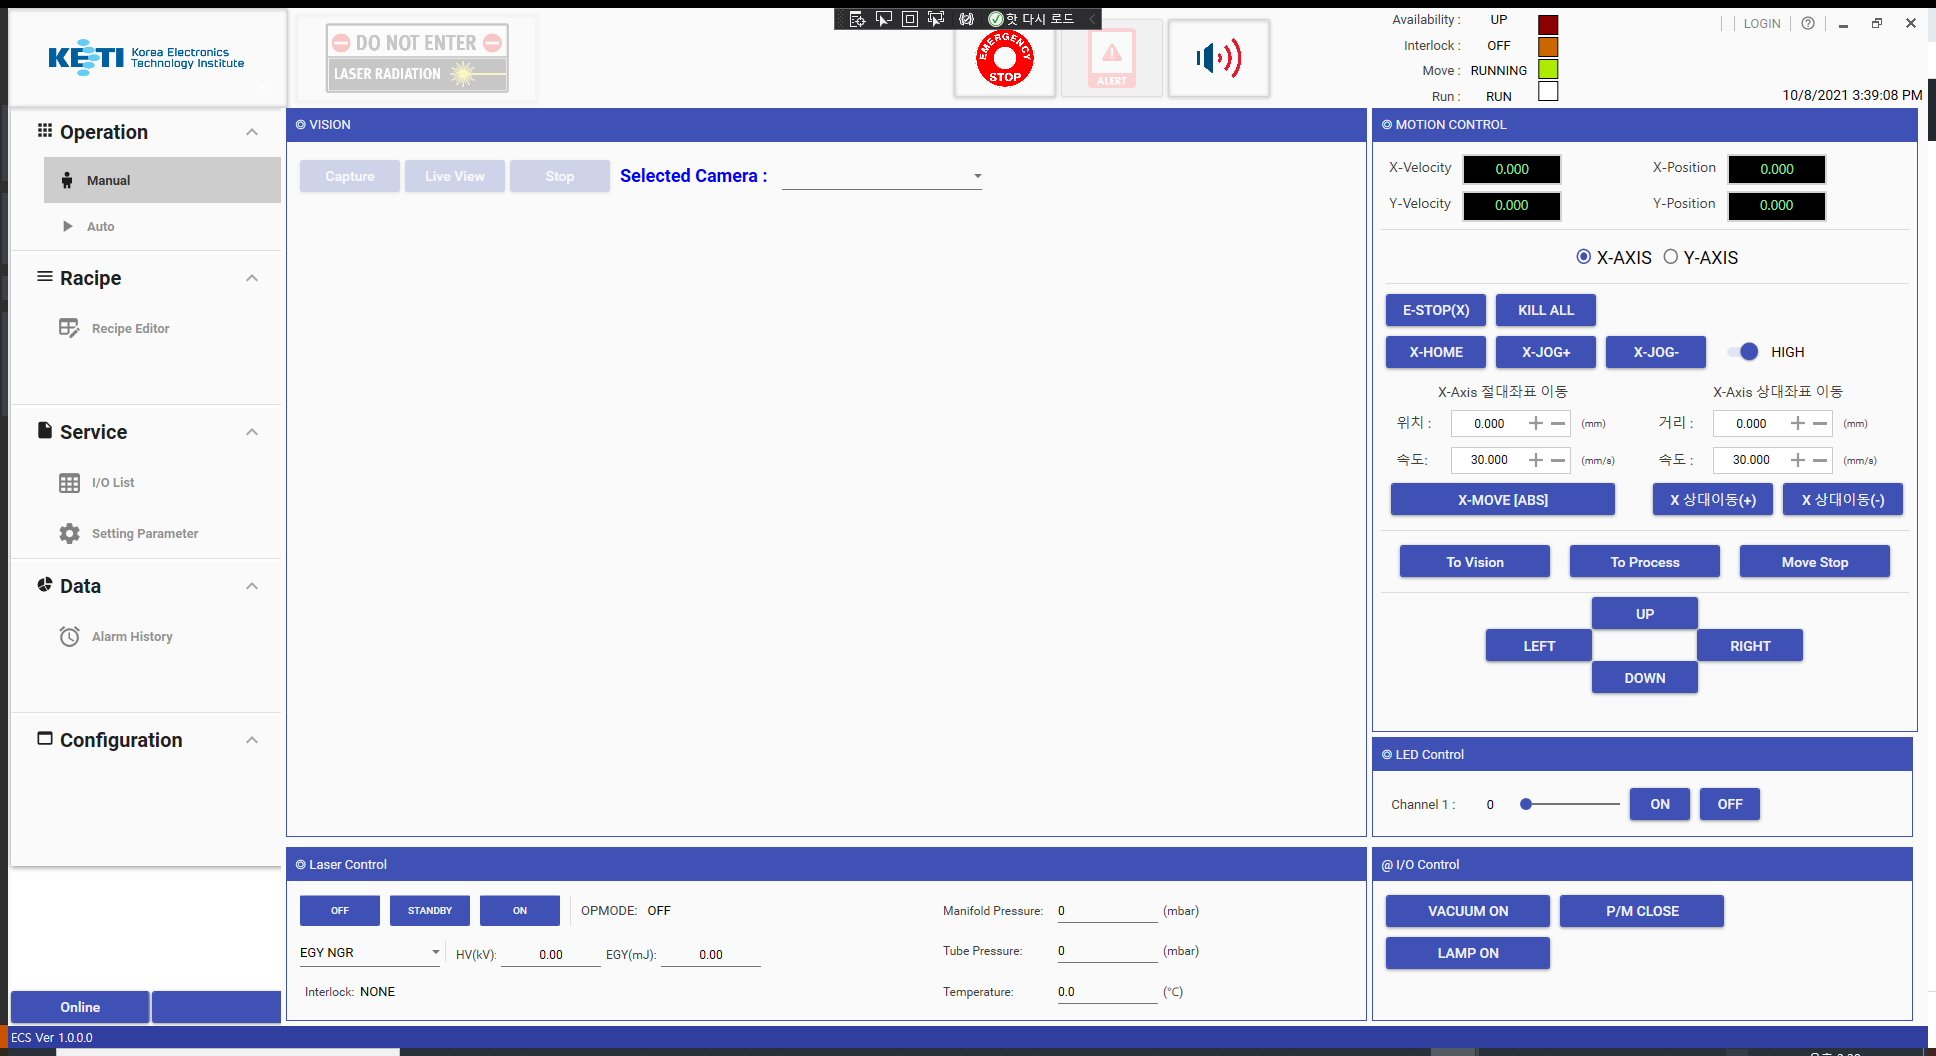 핫 다시 로드
KETI Korea Electronics
Technology Institute
DO NOT ENTER
LASER RADIATION
EMERGENCY
STOP
ALERT
Availability : UP
Interlock : OFF
Move : RUNNING
Run : RUN
LOGIN
10/8/2021 3:39:08 PM
Operation
Manual
Auto
Racipe
Recipe Editor
Service
I/O List
Setting Parameter
Data
Alarm History
Configuration
Online
ECS Ver 1.0.0.0
◎ VISION
Capture Live View Stop Selected Camera :
◎ MOTION CONTROL
X-Velocity 0.000 X-Position 0.000
Y-Velocity 0.000 Y-Position 0.000
X-AXIS Y-AXIS
E-STOP(X) KILL ALL
X-HOME X-JOG+ X-JOG- HIGH
X-Axis 절대좌표 이동 X-Axis 상대좌표 이동
위치 : 0.000 (mm) 거리 : 0.000 (mm)
속도: 30.000 (mm/s) 속도 : 30.000 (mm/s)
X-MOVE [ABS] X 상대이동(+) X 상대이동(-)
To Vision To Process Move Stop
UP
LEFT RIGHT
DOWN
◎ LED Control
Channel 1 : 0 ON OFF
◎ Laser Control
OFF STANDBY ON OPMODE: OFF
EGY NGR HV(kV): 0.00 EGY(mJ): 0.00
Interlock: NONE
Manifold Pressure: 0 (mbar)
Tube Pressure: 0 (mbar)
Temperature: 0.0 (°C)
@ I/O Control
VACUUM ON P/M CLOSE
LAMP ON